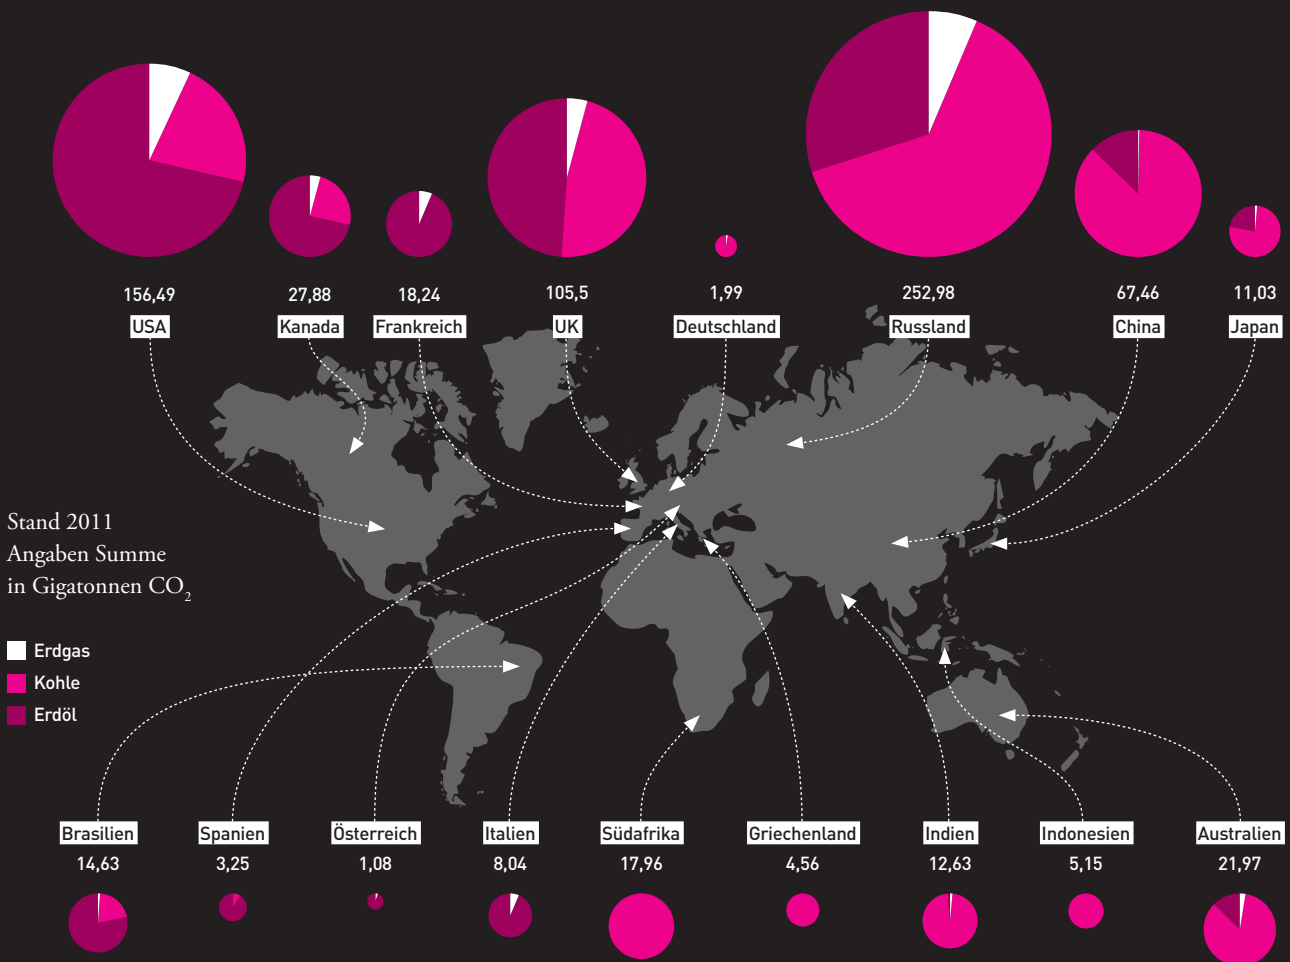 156,49
27,88
18,24
105,5
1,99
252,98
67,46
11,03
USA
Kanada
Frankreich
UK
Deutschland
Russland
China
Japan
Stand 2011
Angaben Summe
in Gigatonnen CO₂
Erdgas
Kohle
Erdöl
Brasilien
Spanien
Österreich
Italien
Südafrika
Griechenland
Indien
Indonesien
Australien
14,63
3,25
1,08
8,04
17,96
4,56
12,63
5,15
21,97